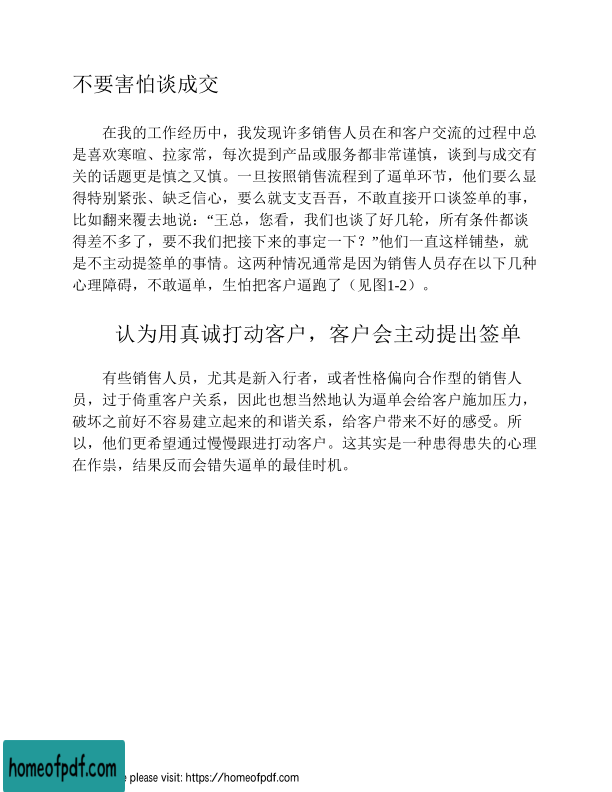 不要害怕谈成交
在我的工作经历中，我发现许多销售人员在和客户交流的过程中总
是喜欢寒暄、拉家常，每次提到产品或服务都非常谨慎，谈到与成交有
关的话题更是慎之又慎。一旦按照销售流程到了逼单环节，他们要么显
得特别紧张、缺乏信心，要么就支支吾吾，不敢直接开口谈签单的事，
比如翻来覆去地说：“王总，您看，我们也谈了好几轮，所有条件都谈
得差不多了，要不我们把接下来的事定一下？”他们一直这样铺垫，就
是不主动提签单的事情。这两种情况通常是因为销售人员存在以下几种
心理障碍，不敢逼单，生怕把客户逼跑了（见图1-2）。
认为用真诚打动客户，客户会主动提出签单
有些销售人员，尤其是新入行者，或者性格偏向合作型的销售人
员，过于倚重客户关系，因此也想当然地认为逼单会给客户施加压力，
破坏之前好不容易建立起来的和谐关系，给客户带来不好的感受。所
以，他们更希望通过慢慢跟进打动客户。这其实是一种患得患失的心理
在作祟，结果反而会错失逼单的最佳时机。
homeofpdf.com
please visit: https://homeofpdf.com